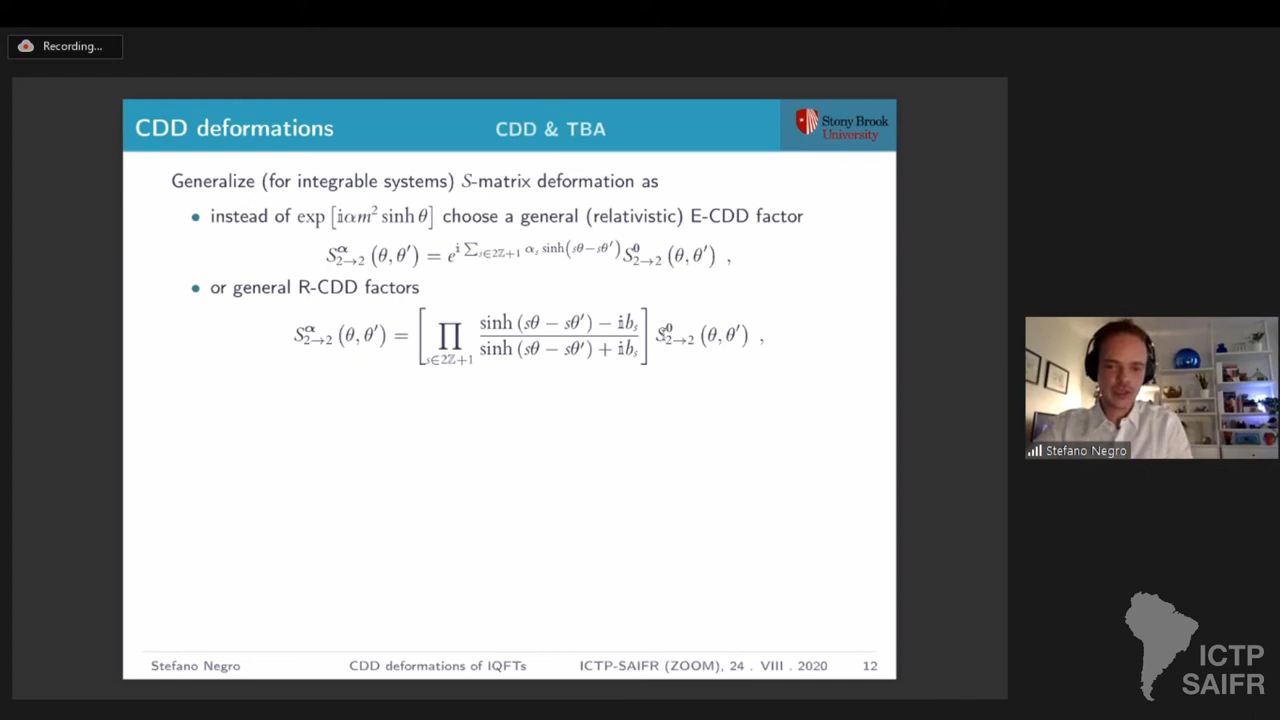 Recording...
CDD deformations
CDD & TBA
Stony Brook
University
Generalize (for integrable systems) S-matrix deformation as
• instead of exp [𝕚αm² sinh θ] choose a general (relativistic) E-CDD factor
S^α_{2→2} (θ, θ′) = e^{𝕚 ∑_{s∈2ℤ+1} α_s sinh(sθ−sθ′)} S^0_{2→2} (θ, θ′) ,
• or general R-CDD factors
S^α_{2→2} (θ, θ′) = [ ∏_{s∈2ℤ+1} \frac{sinh (sθ − sθ′) − 𝕚b_s}{sinh (sθ − sθ′) + 𝕚b_s} ] S^0_{2→2} (θ, θ′) ,
Stefano Negro
Stefano Negro CDD deformations of IQFTs ICTP-SAIFR (ZOOM), 24 . VIII . 2020 12
ICTP
SAIFR